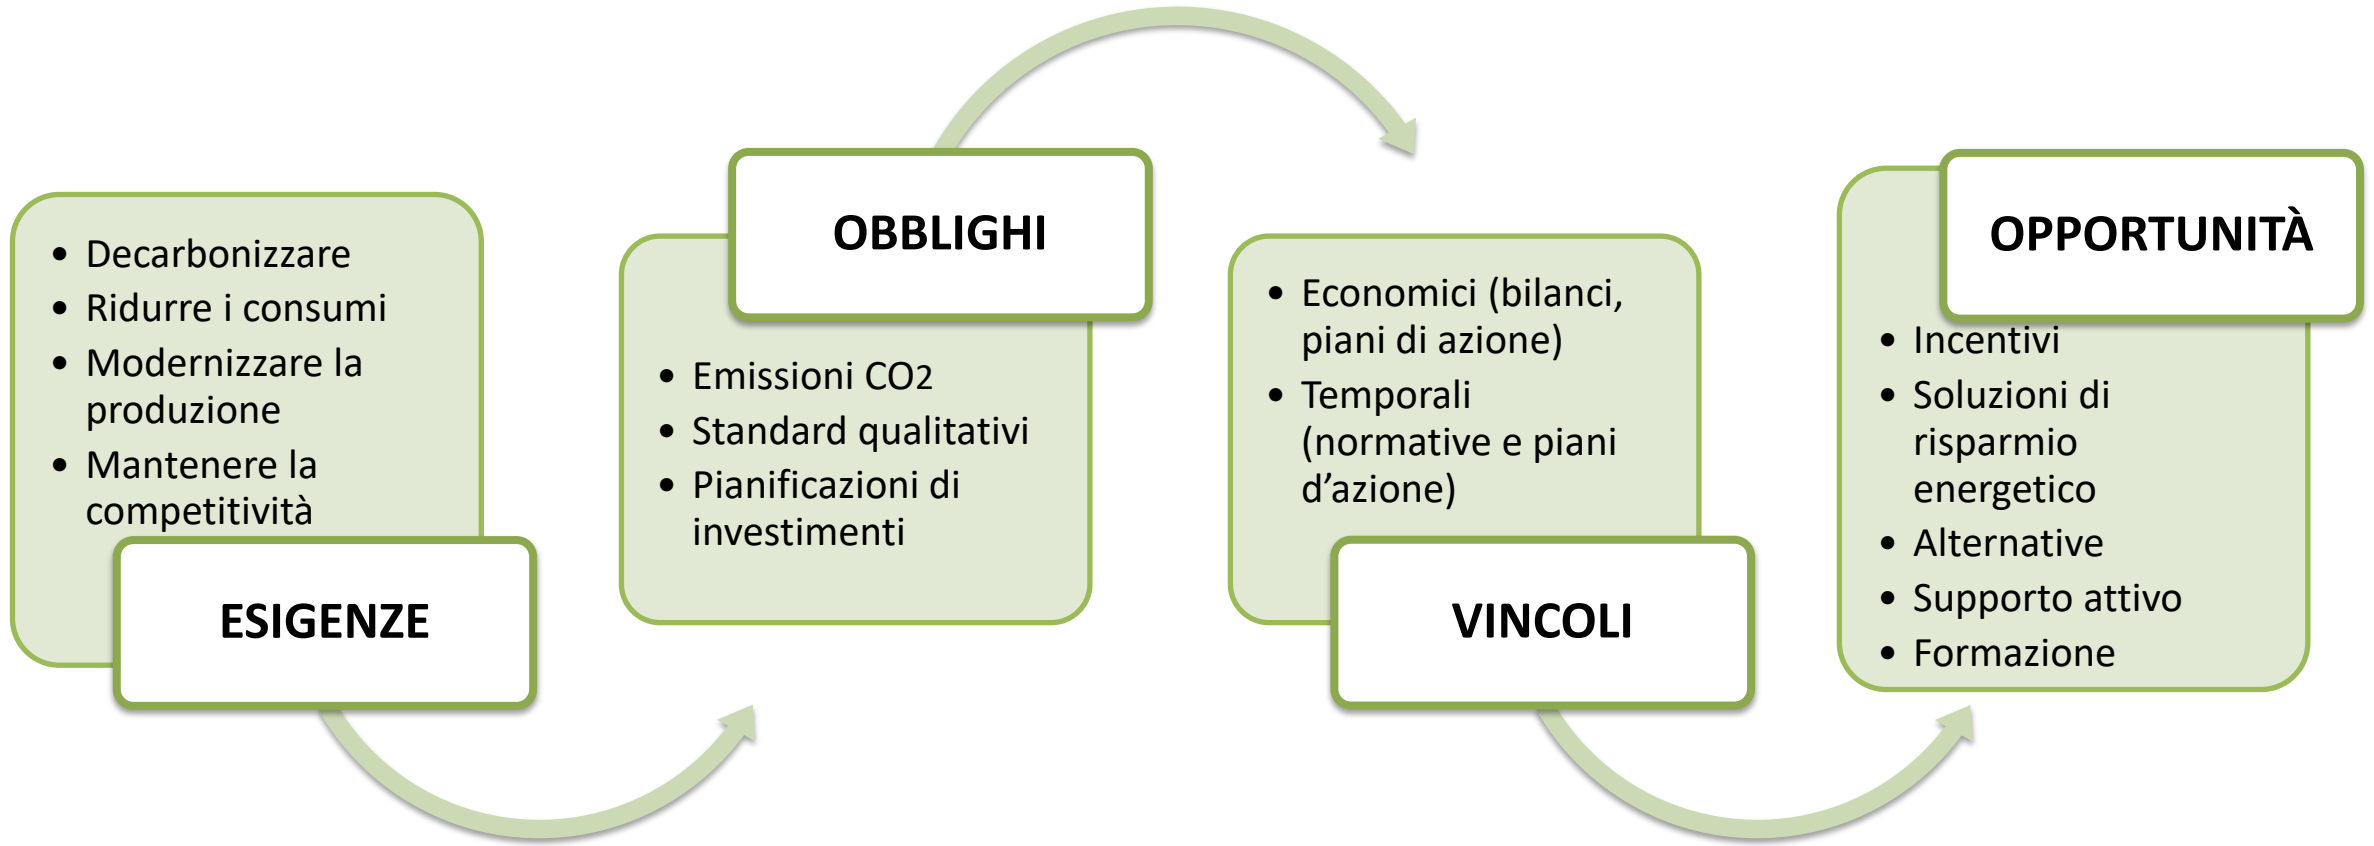 • Decarbonizzare
• Ridurre i consumi
• Modernizzare la
produzione
• Mantenere la
competitività
ESIGENZE
OBBLIGHI
• Emissioni CO2
• Standard qualitativi
• Pianificazioni di
investimenti
• Economici (bilanci,
piani di azione)
• Temporali
(normative e piani
d’azione)
VINCOLI
OPPORTUNITÀ
• Incentivi
• Soluzioni di
risparmio
energetico
• Alternative
• Supporto attivo
• Formazione